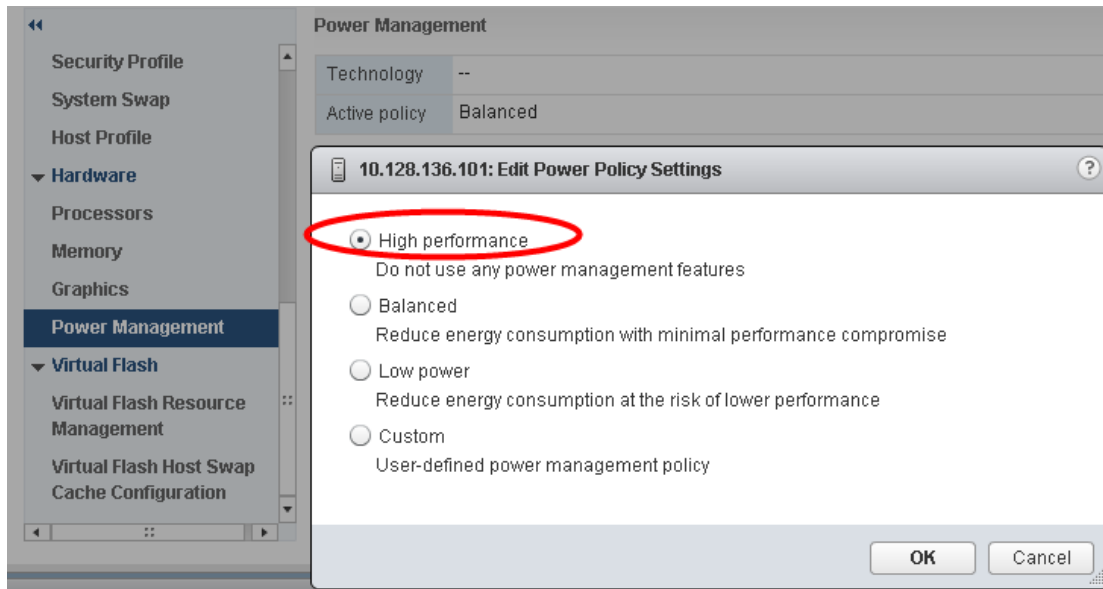 Security Profile
System Swap
Host Profile
Hardware
Processors
Memory
Graphics
Power Management
Virtual Flash
Virtual Flash Resource
Management
Virtual Flash Host Swap
Cache Configuration
Power Management
Technology --
Active policy Balanced
10.128.136.101: Edit Power Policy Settings ?
High performance
Do not use any power management features
Balanced
Reduce energy consumption with minimal performance compromise
Low power
Reduce energy consumption at the risk of lower performance
Custom
User-defined power management policy
OK Cancel